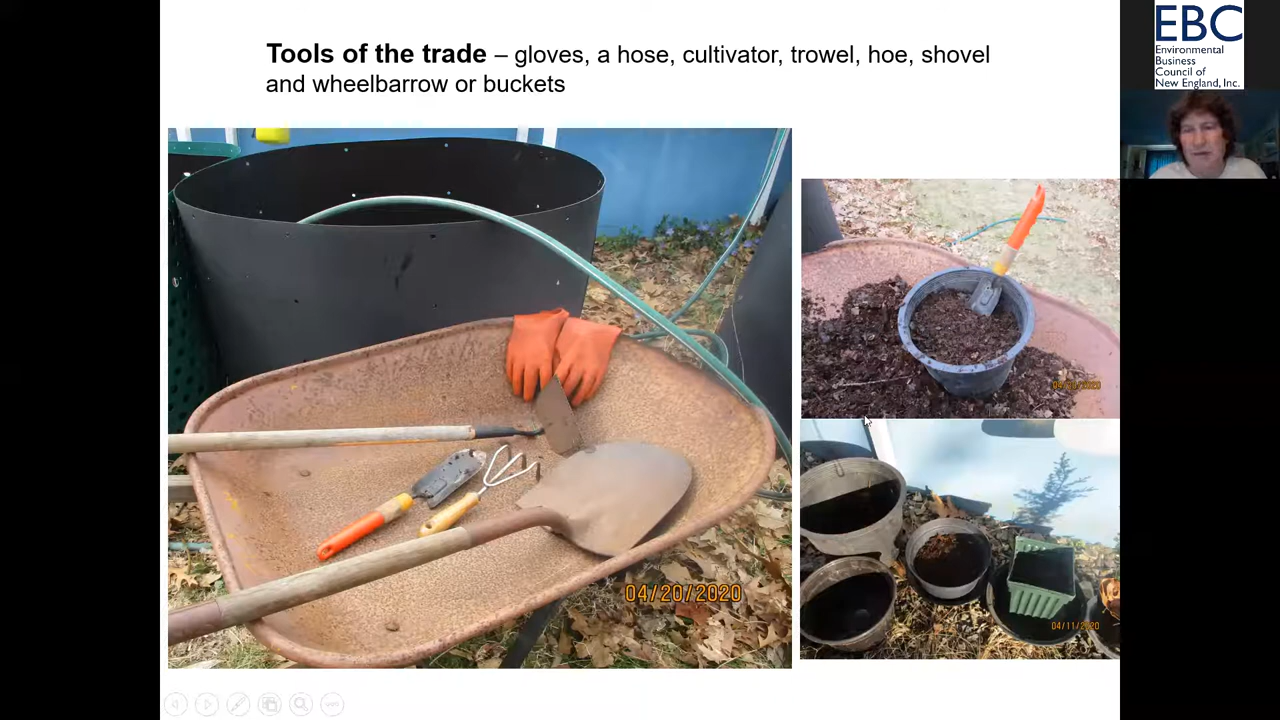 Tools of the trade – gloves, a hose, cultivator, trowel, hoe, shovel
and wheelbarrow or buckets
EBC
Environmental
Business
Council of
New England, Inc.
04/20/2020
04/11/2020